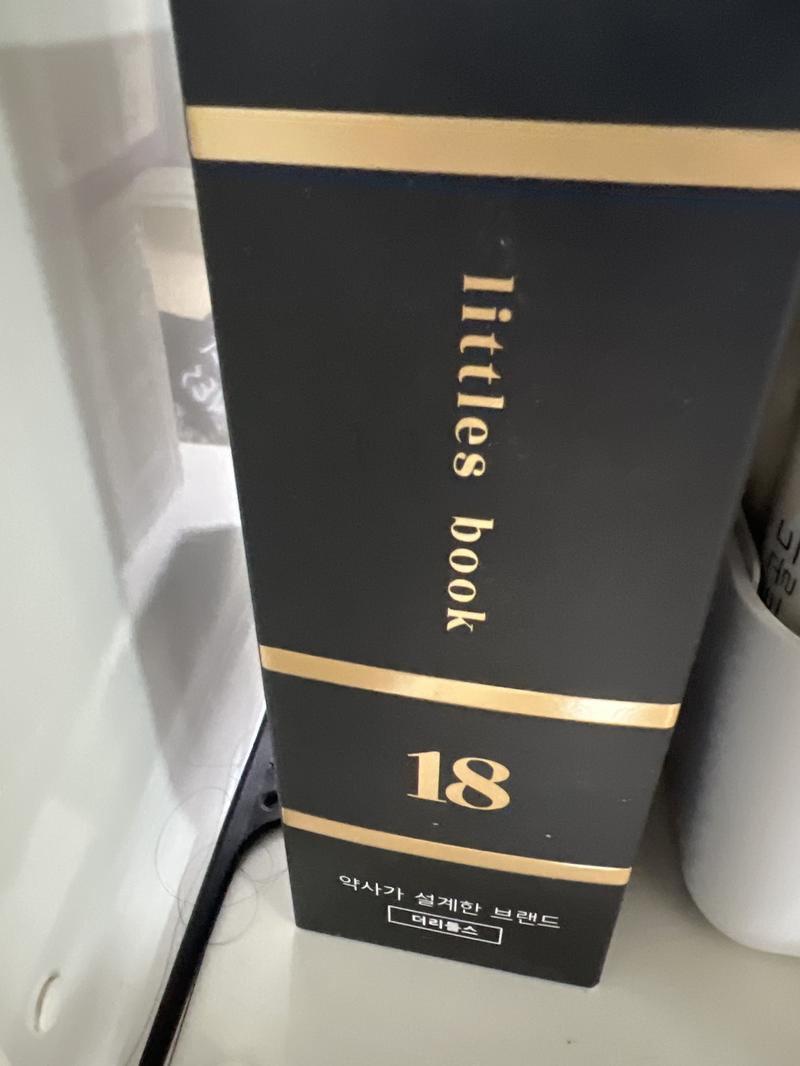 littles book
18
약사가 설계한 브랜드
더리틀스